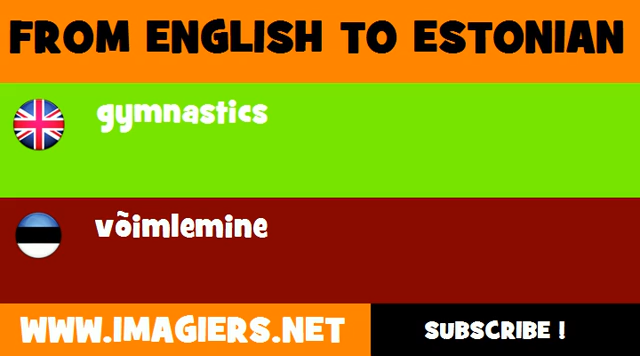 FROM ENGLISH TO ESTONIAN
gymnastics
võimlemine
WWW.IMAGIERS.NET
SUBSCRIBE !